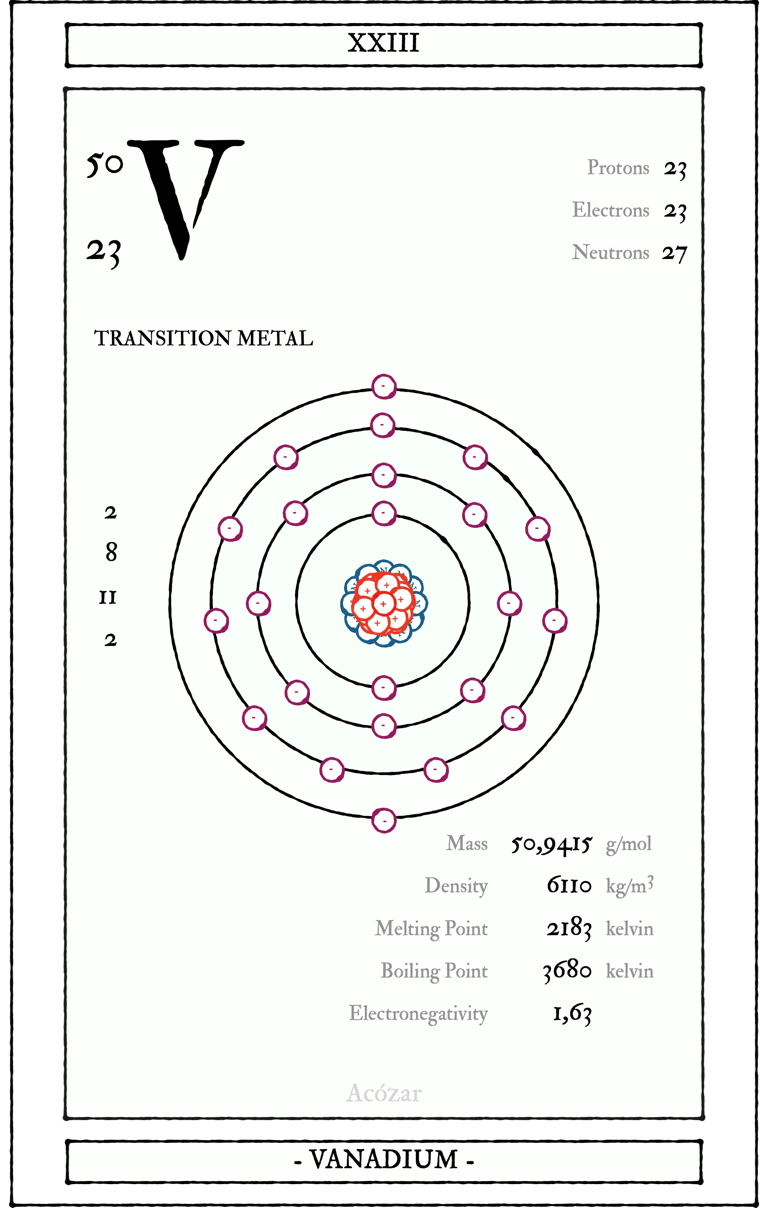 XXIII
50
23
V
Protons 23
Electrons 23
Neutrons 27
TRANSITION METAL
2
8
11
2
Mass 50,9415 g/mol
Density 6110 kg/m³
Melting Point 2183 kelvin
Boiling Point 3680 kelvin
Electronegativity 1,63
Acózar
- VANADIUM -